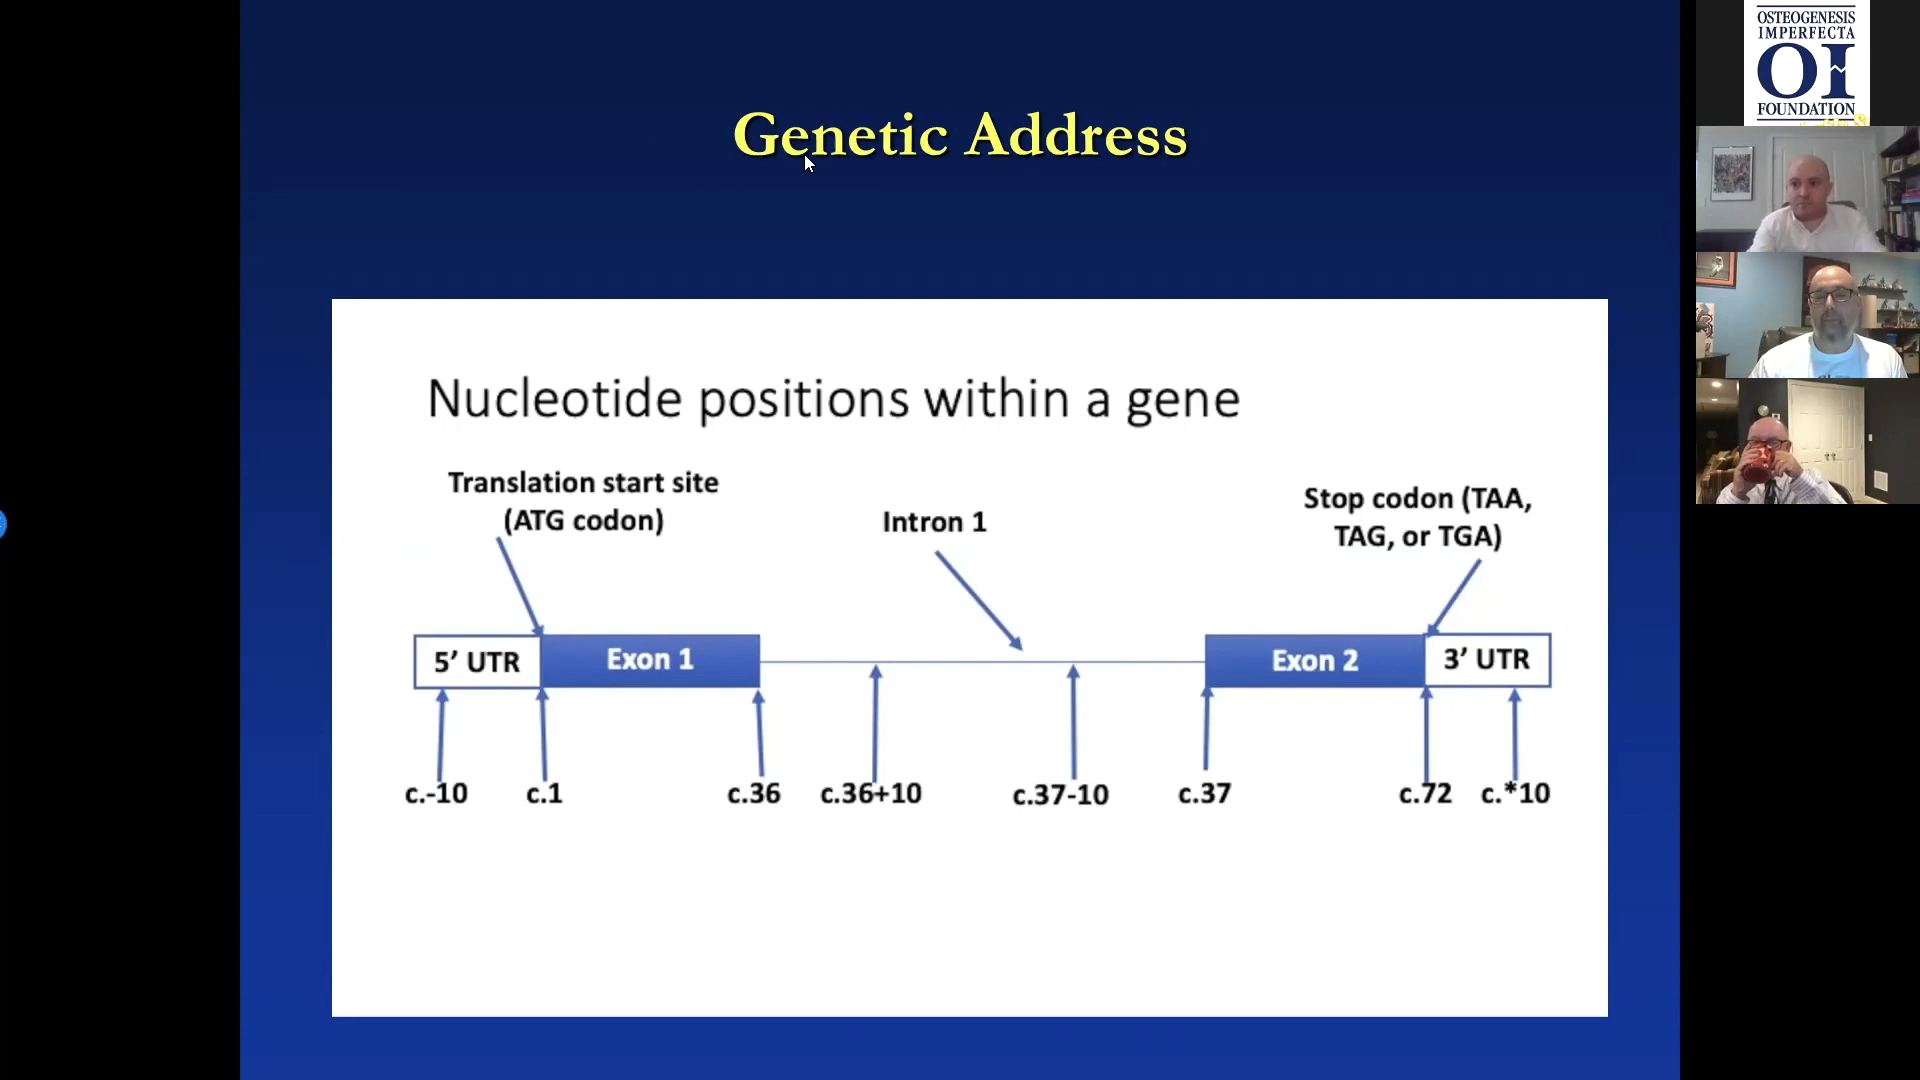 Genetic Address
Nucleotide positions within a gene
Translation start site
(ATG codon)
Intron 1
Stop codon (TAA,
TAG, or TGA)
5’ UTR
Exon 1
Exon 2
3’ UTR
c.-10
c.1
c.36
c.36+10
c.37-10
c.37
c.72
c.*10
OSTEOGENESIS
IMPERFECTA
OI
FOUNDATION